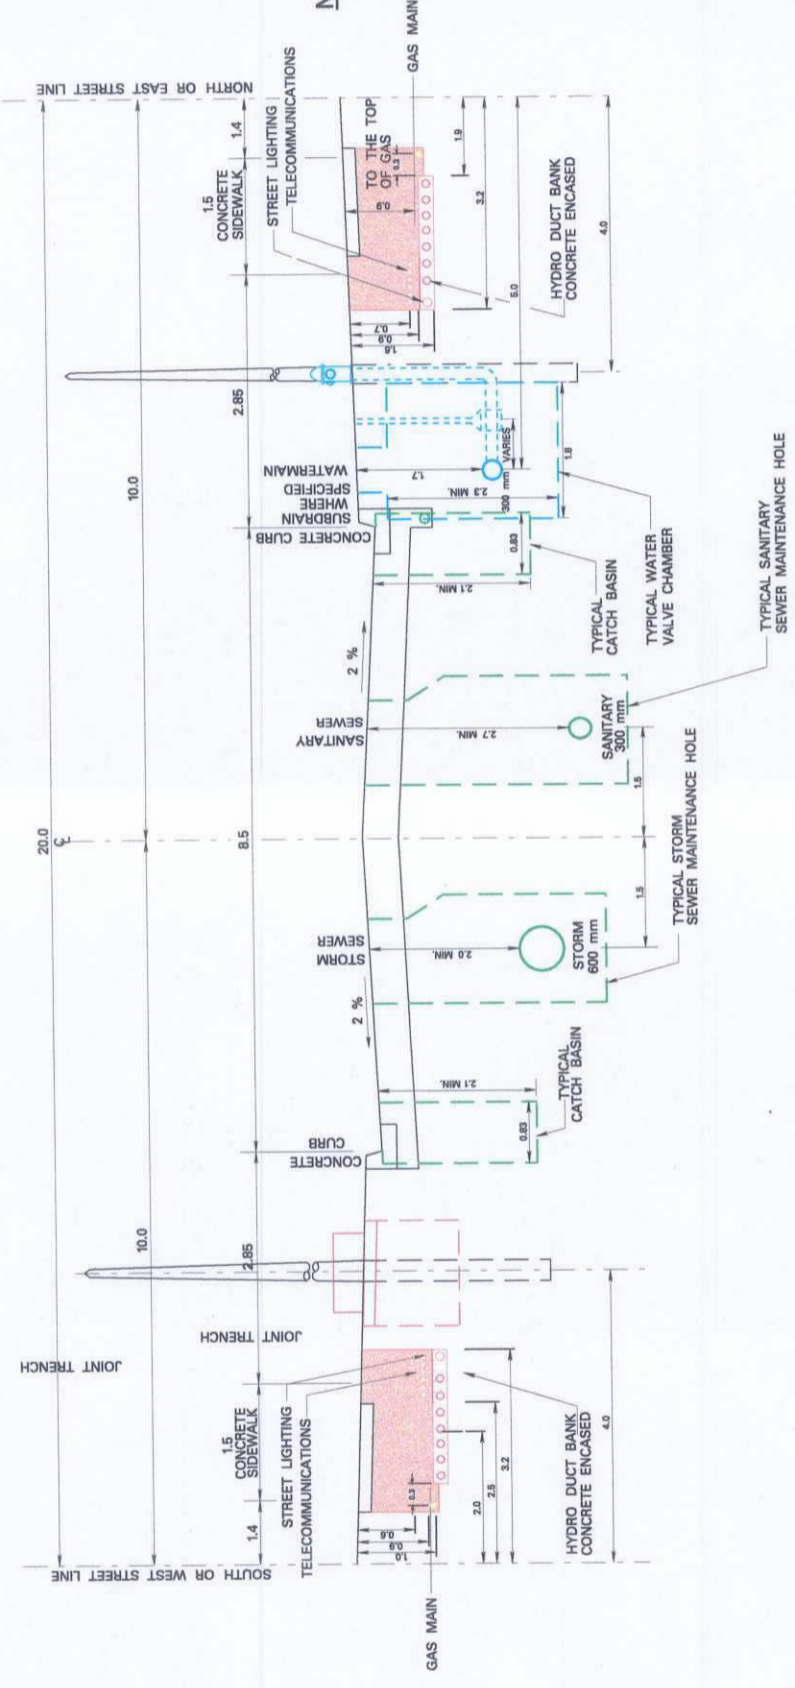 20.0
10.0
10.0
JOINT TRENCH
SOUTH OR WEST STREET LINE
NORTH OR EAST STREET LINE
1.4
1.5
CONCRETE
SIDEWALK
2.85
8.5
2.85
1.5
CONCRETE
SIDEWALK
1.4
JOINT TRENCH
STREET LIGHTING
TELECOMMUNICATIONS
CONCRETE
CURB
2 %
STORM
SEWER
SANITARY
SEWER
2 %
CONCRETE CURB
SUBDRAIN
WHERE
SPECIFIED
WATERMAIN
STREET LIGHTING
TELECOMMUNICATIONS
N
GAS MAIN
0.6
0.9
1.0
0.3
2.0
2.5
3.2
4.0
GAS MAIN
HYDRO DUCT BANK
CONCRETE ENCASED
2.1 MIN.
0.83
TYPICAL
CATCH BASIN
2.0 MIN.
STORM
600 mm
1.5
TYPICAL STORM
SEWER MAINTENANCE HOLE
2.7 MIN.
SANITARY
300 mm
1.5
TYPICAL SANITARY
SEWER MAINTENANCE HOLE
2.1 MIN.
0.83
TYPICAL
CATCH BASIN
1.7
2.3 MIN.
300 mm
VARIES
1.8
TYPICAL WATER
VALVE CHAMBER
0.7
0.9
1.6
0.9
TO THE TOP
OF GAS
0.3
1.9
3.2
5.0
4.0
HYDRO DUCT BANK
CONCRETE ENCASED